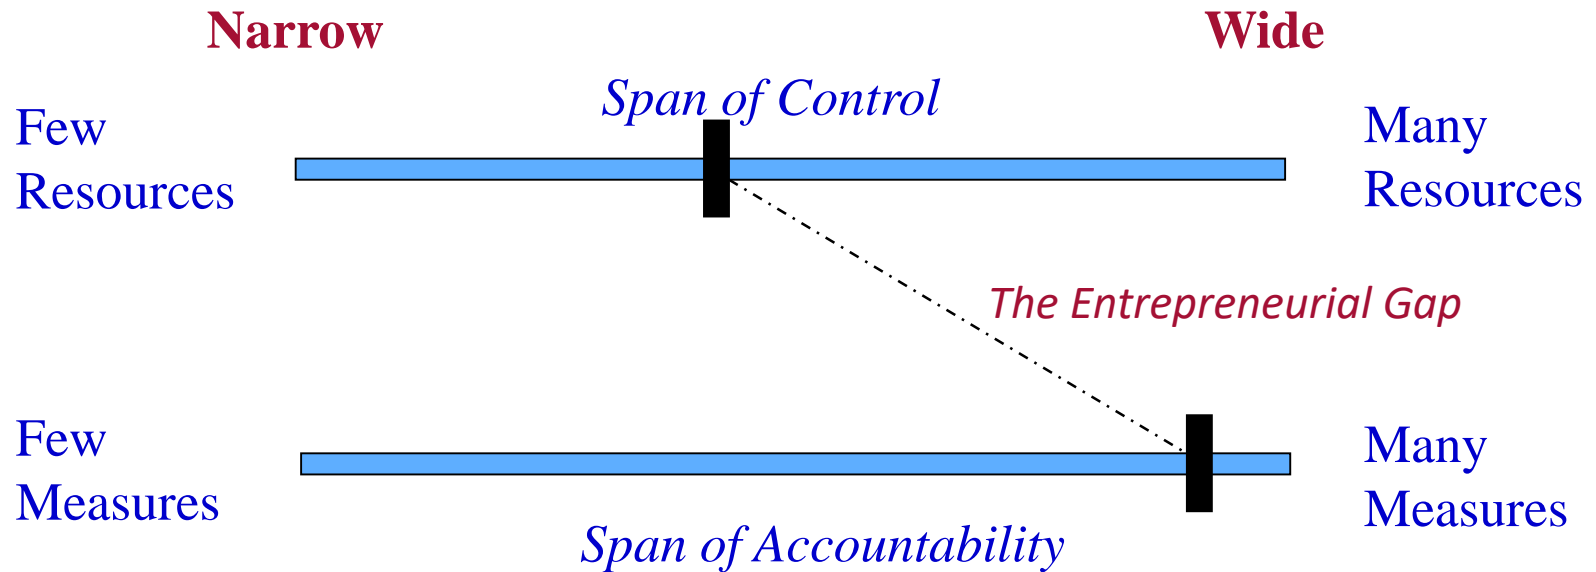 Narrow
Wide
Span of Control
Few
Resources
Many
Resources
The Entrepreneurial Gap
Few
Measures
Many
Measures
Span of Accountability